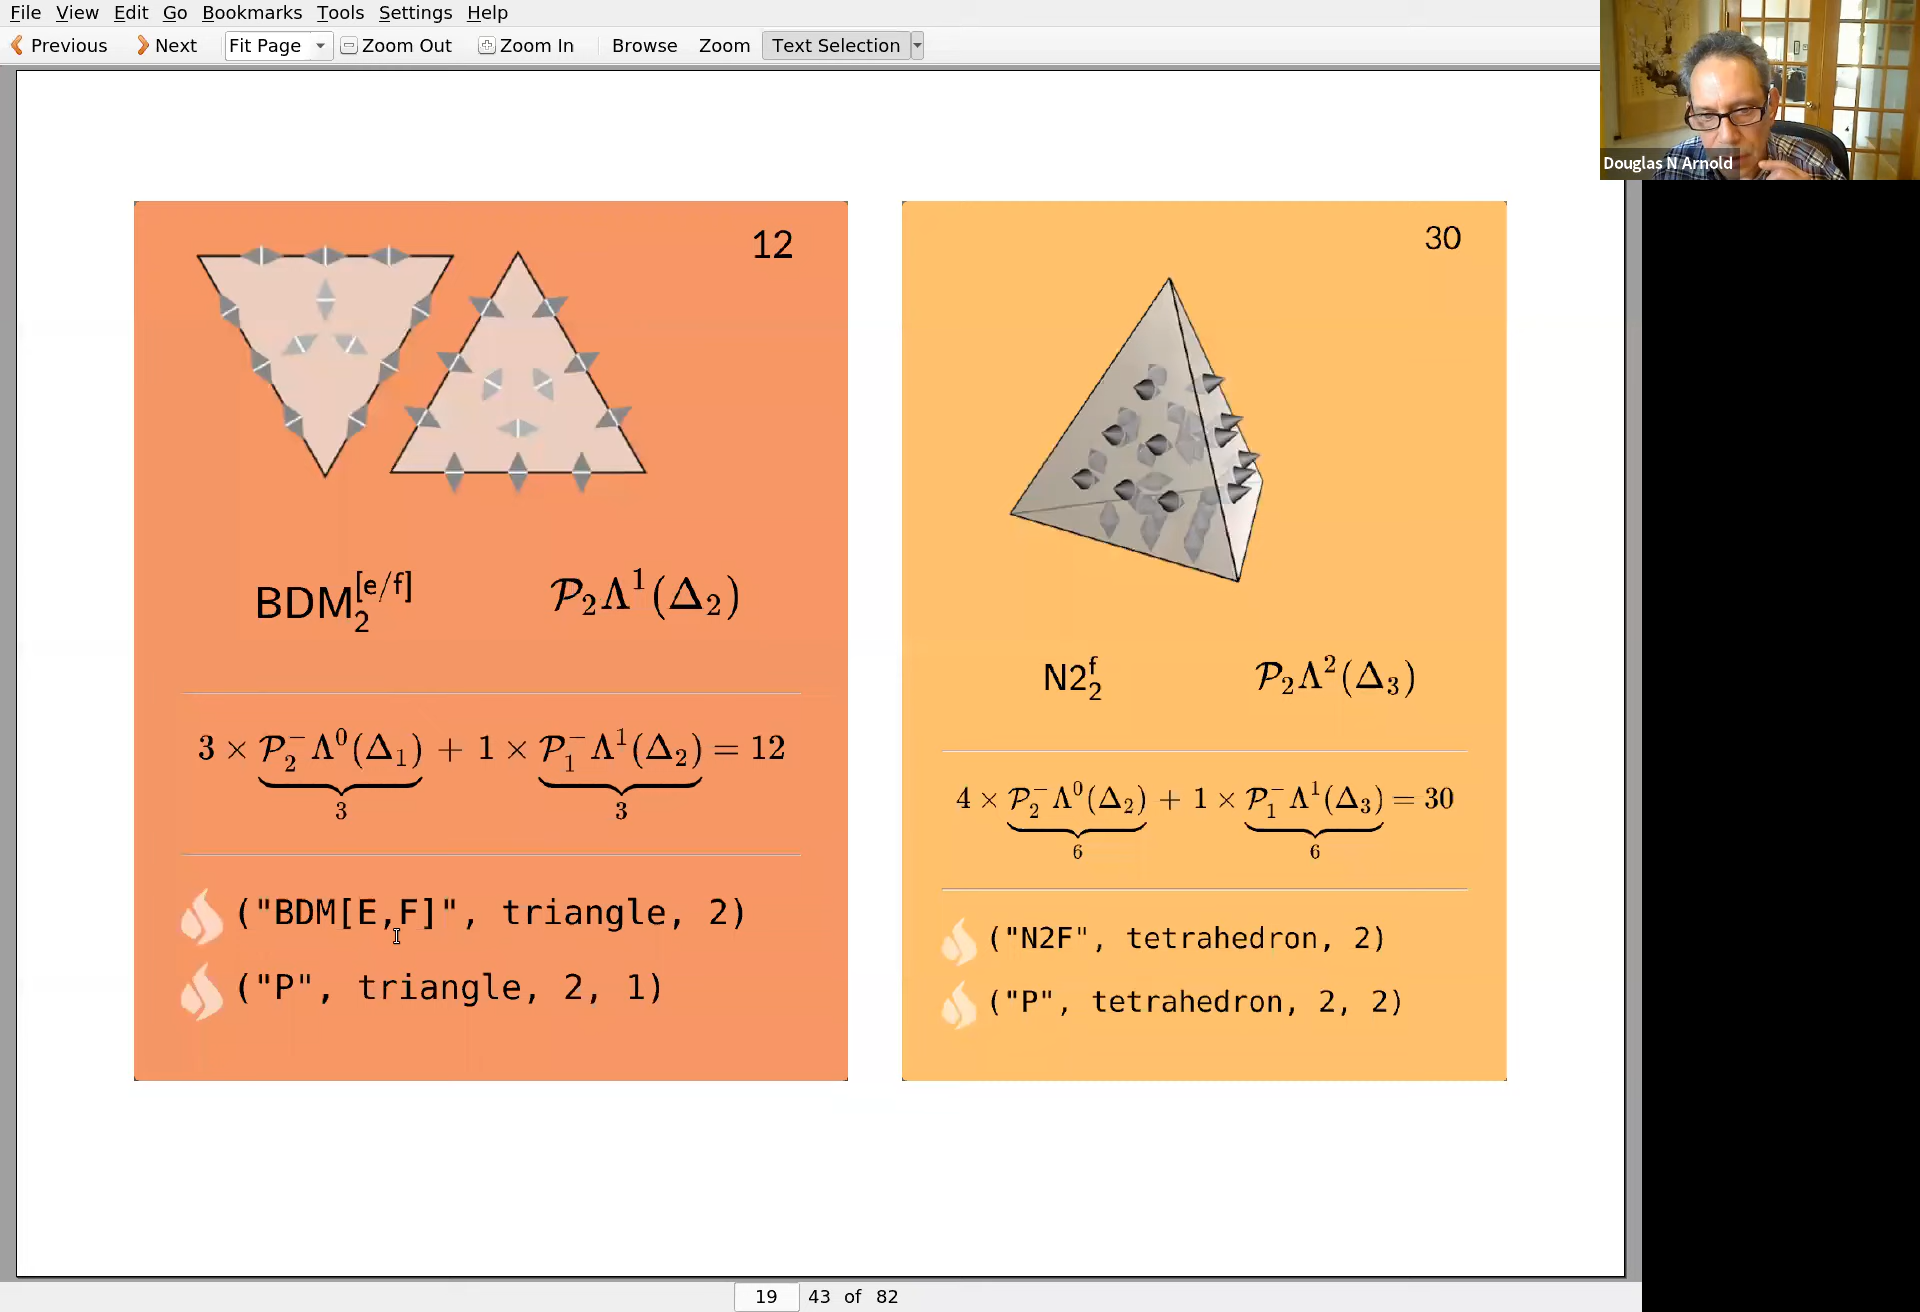 File View Edit Go Bookmarks Tools Settings Help
Previous Next Fit Page Zoom Out Zoom In Browse Zoom Text Selection
Douglas N Arnold
12
BDM₂^[e/f] 𝒫₂Λ¹(Δ₂)
3 × 𝒫₂⁻Λ⁰(Δ₁) + 1 × 𝒫₁⁻Λ¹(Δ₂) = 12
3 3
("BDM[E,F]", triangle, 2)
("P", triangle, 2, 1)
30
N2₂^f 𝒫₂Λ²(Δ₃)
4 × 𝒫₂⁻Λ⁰(Δ₂) + 1 × 𝒫₁⁻Λ¹(Δ₃) = 30
6 6
("N2F", tetrahedron, 2)
("P", tetrahedron, 2, 2)
19 43 of 82